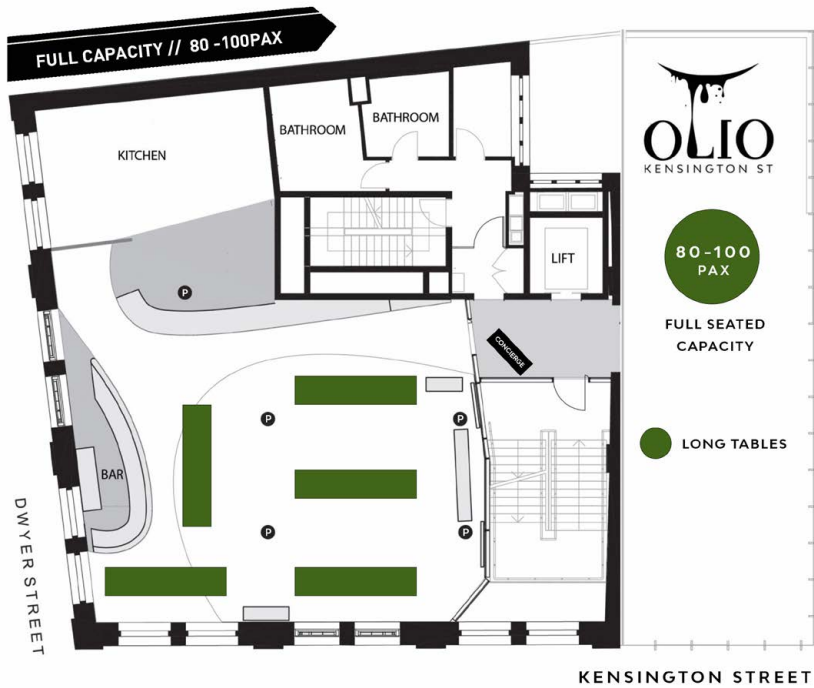 FULL CAPACITY // 80 -100PAX
OLIO
KENSINGTON ST
BATHROOM
BATHROOM
KITCHEN
80-100
PAX
LIFT
P
FULL SEATED
CAPACITY
CONCIERGE
P
P
LONG TABLES
BAR
P
P
DWYER STREET
KENSINGTON STREET